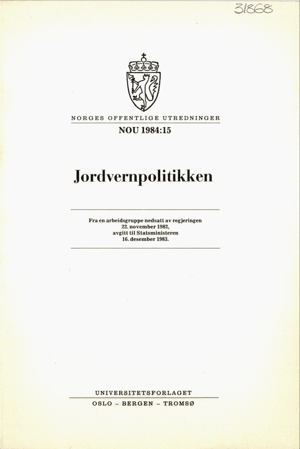 31868
NORGES OFFENTLIGE UTREDNINGER
NOU 1984:15
Jordvernpolitikken
Fra en arbeidsgruppe nedsatt av regjeringen
22. november 1982,
avgitt til Statsministeren
16. desember 1983.
UNIVERSITETSFORLAGET
OSLO – BERGEN – TROMSØ